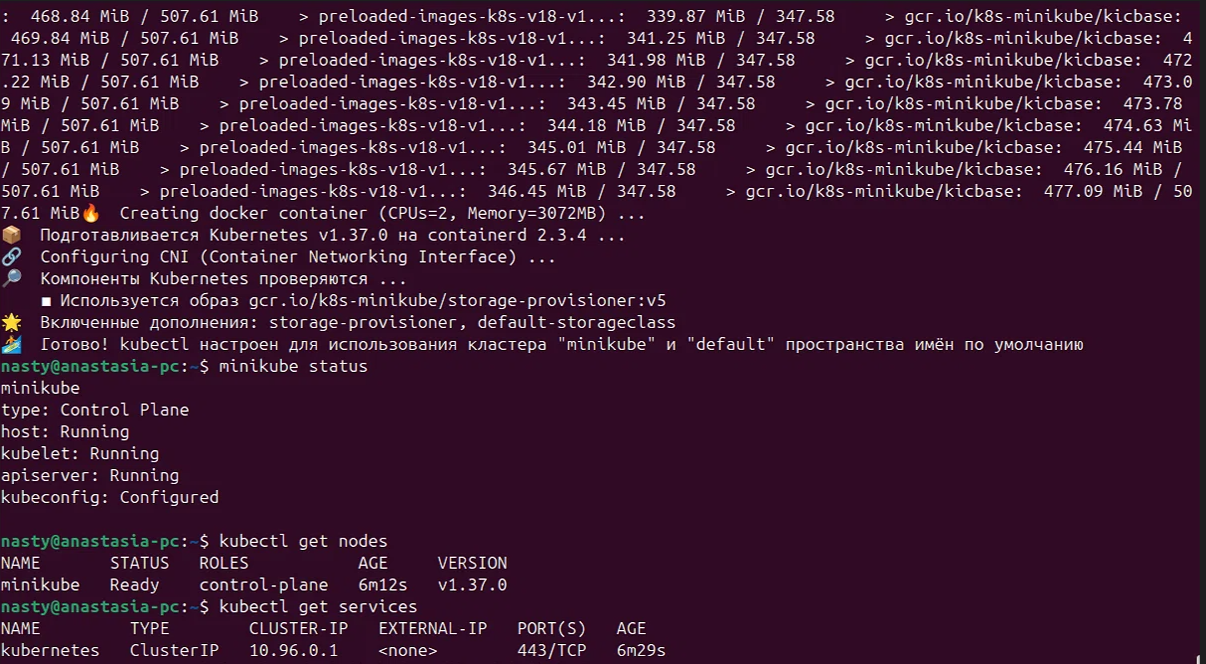 :  468.84 MiB / 507.61 MiB    > preloaded-images-k8s-v18-v1...:  339.87 MiB / 347.58     > gcr.io/k8s-minikube/kicbase:
 469.84 MiB / 507.61 MiB    > preloaded-images-k8s-v18-v1...:  341.25 MiB / 347.58     > gcr.io/k8s-minikube/kicbase:  4
71.13 MiB / 507.61 MiB    > preloaded-images-k8s-v18-v1...:  341.98 MiB / 347.58     > gcr.io/k8s-minikube/kicbase:  472
.22 MiB / 507.61 MiB    > preloaded-images-k8s-v18-v1...:  342.90 MiB / 347.58     > gcr.io/k8s-minikube/kicbase:  473.0
9 MiB / 507.61 MiB    > preloaded-images-k8s-v18-v1...:  343.45 MiB / 347.58     > gcr.io/k8s-minikube/kicbase:  473.78
MiB / 507.61 MiB    > preloaded-images-k8s-v18-v1...:  344.18 MiB / 347.58     > gcr.io/k8s-minikube/kicbase:  474.63 Mi
B / 507.61 MiB    > preloaded-images-k8s-v18-v1...:  345.01 MiB / 347.58     > gcr.io/k8s-minikube/kicbase:  475.44 MiB
/ 507.61 MiB    > preloaded-images-k8s-v18-v1...:  345.67 MiB / 347.58     > gcr.io/k8s-minikube/kicbase:  476.16 MiB /
507.61 MiB    > preloaded-images-k8s-v18-v1...:  346.45 MiB / 347.58     > gcr.io/k8s-minikube/kicbase:  477.09 MiB / 50
7.61 MiB🔥  Creating docker container (CPUs=2, Memory=3072MB) ...
📦  Подготавливается Kubernetes v1.37.0 на containerd 2.3.4 ...
🔗  Configuring CNI (Container Networking Interface) ...
🔎  Компоненты Kubernetes проверяются ...
    ▪ Используется образ gcr.io/k8s-minikube/storage-provisioner:v5
🌟  Включенные дополнения: storage-provisioner, default-storageclass
🏄  Готово! kubectl настроен для использования кластера "minikube" и "default" пространства имён по умолчанию
nasty@anastasia-pc:~$ minikube status
minikube
type: Control Plane
host: Running
kubelet: Running
apiserver: Running
kubeconfig: Configured
nasty@anastasia-pc:~$ kubectl get nodes
NAME       STATUS   ROLES           AGE     VERSION
minikube   Ready    control-plane   6m12s   v1.37.0
nasty@anastasia-pc:~$ kubectl get services
NAME         TYPE        CLUSTER-IP   EXTERNAL-IP   PORT(S)   AGE
kubernetes   ClusterIP   10.96.0.1    <none>        443/TCP   6m29s